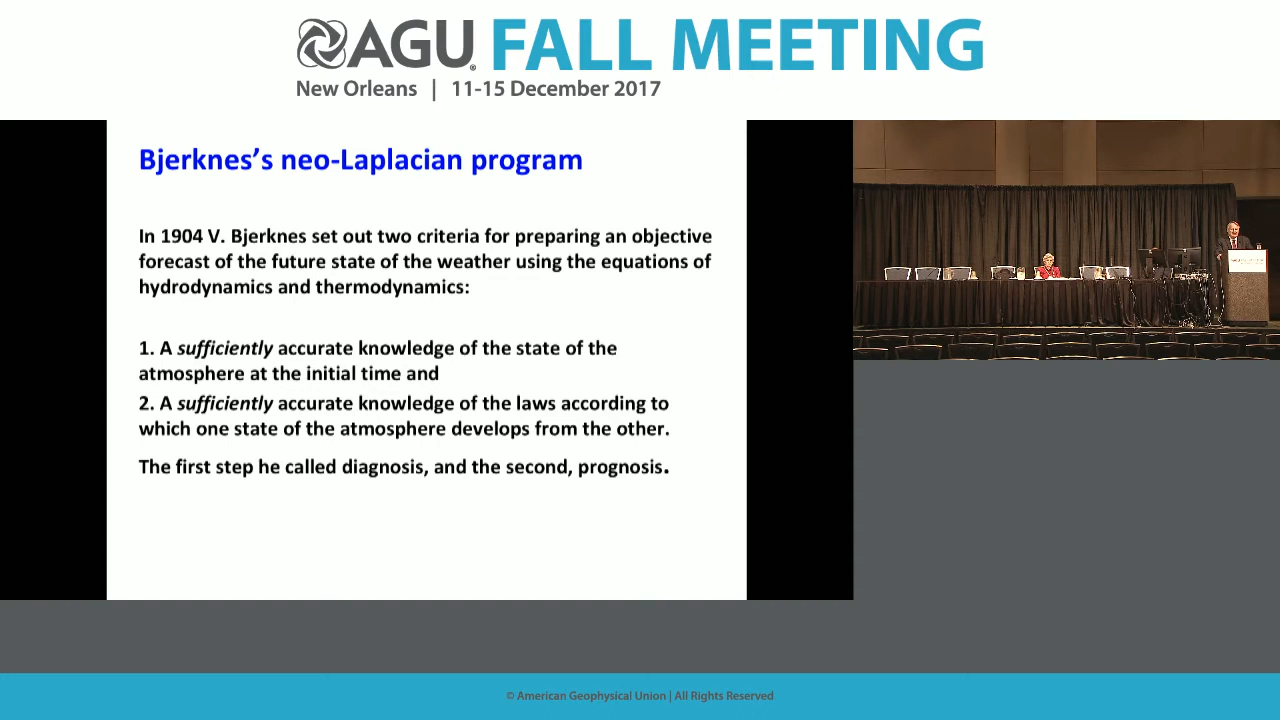 AGU FALL MEETING
New Orleans | 11-15 December 2017
Bjerknes’s neo-Laplacian program
In 1904 V. Bjerknes set out two criteria for preparing an objective
forecast of the future state of the weather using the equations of
hydrodynamics and thermodynamics:
1. A sufficiently accurate knowledge of the state of the
atmosphere at the initial time and
2. A sufficiently accurate knowledge of the laws according to
which one state of the atmosphere develops from the other.
The first step he called diagnosis, and the second, prognosis.
© American Geophysical Union | All Rights Reserved